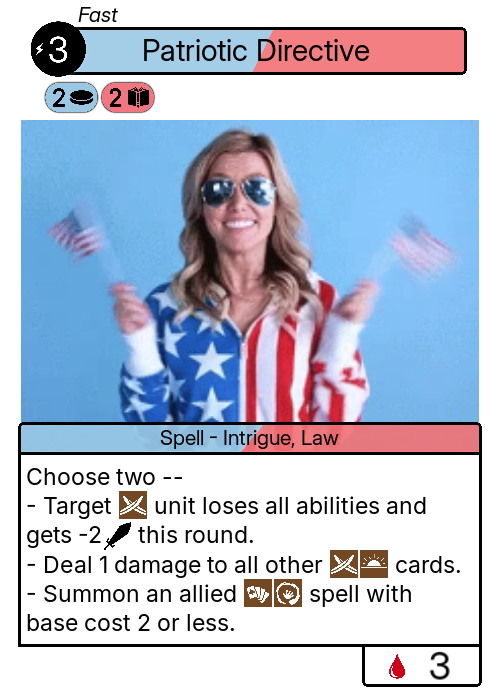 Fast
3
Patriotic Directive
2 2
Spell - Intrigue, Law
Choose two --
- Target unit loses all abilities and
gets -2 this round.
- Deal 1 damage to all other cards.
- Summon an allied spell with
base cost 2 or less.
3